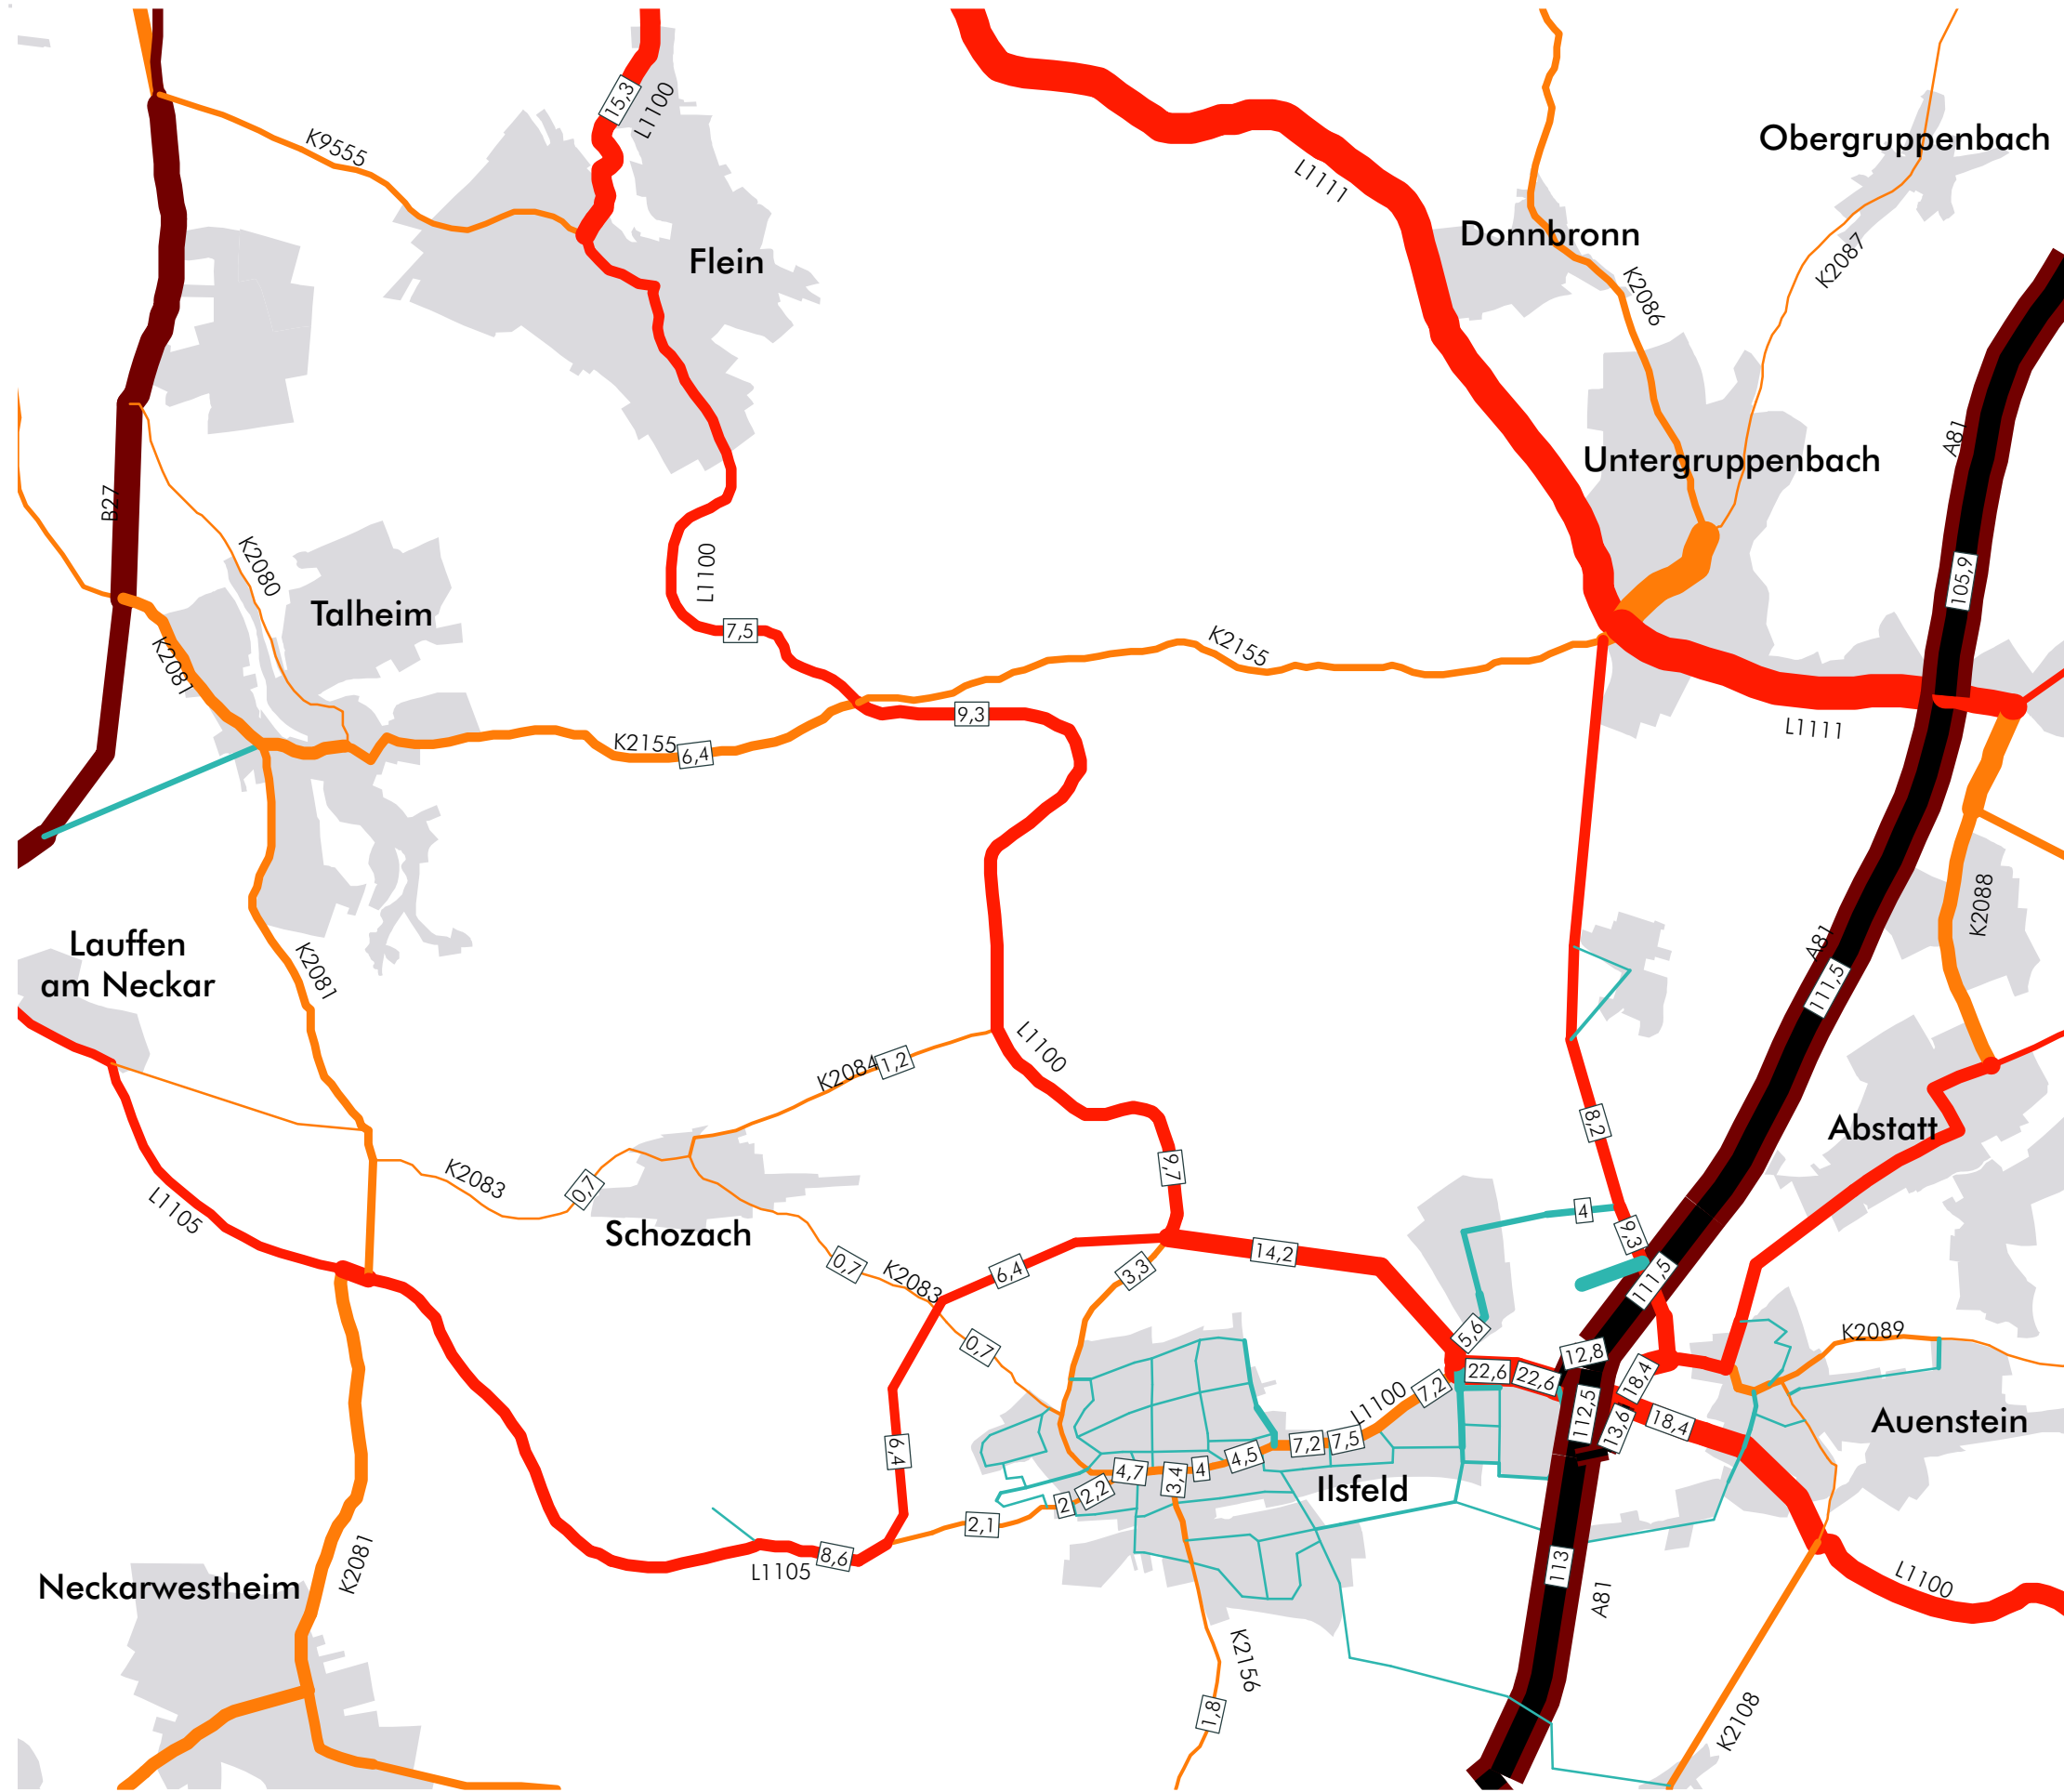 15,3
L1100
K9555
Obergruppenbach
L1111
Donnbronn
Flein
K2087
K2086
A81
Untergruppenbach
B27
K2080
105,9
L1100
Talheim
7,5
K2155
K2081
9,3
L1111
K2155
6,4
K2088
A81
Lauffen
am Neckar
K2081
111,5
L1100
K2084
1,2
8,2
Abstatt
9,7
K2083
0,7
L1105
4
Schozach
9,3
14,2
6,4
3,3
0,7
K2083
111,5
5,6
K2089
0,7
12,8
22,6
22,6
18,4
7,2
L1100
112,5
18,4
Auenstein
13,6
7,2
7,5
6,4
4,5
4,7
4
3,4
2,2
2
Ilsfeld
2,1
8,6
L1105
K2081
113
A81
L1100
Neckarwestheim
K2156
1,8
K2108